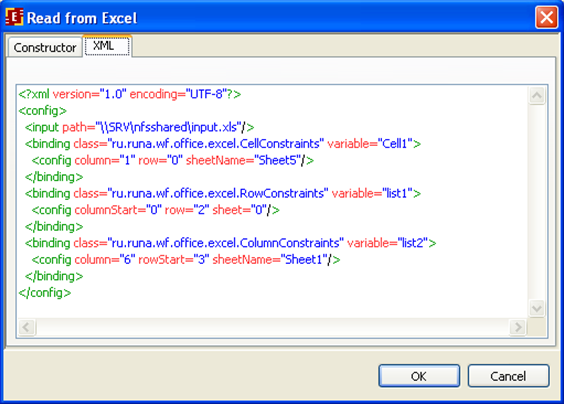 Read from Excel
Constructor XML
<?xml version="1.0" encoding="UTF-8"?>
<config>
<input path="\\SRV\nfsshared\input.xls"/>
<binding class="ru.runa.wf.office.excel.CellConstraints" variable="Cell1">
<config column="1" row="0" sheetName="Sheet5"/>
</binding>
<binding class="ru.runa.wf.office.excel.RowConstraints" variable="list1">
<config columnStart="0" row="2" sheet="0"/>
</binding>
<binding class="ru.runa.wf.office.excel.ColumnConstraints" variable="list2">
<config column="6" rowStart="3" sheetName="Sheet1"/>
</binding>
</config>
OK Cancel